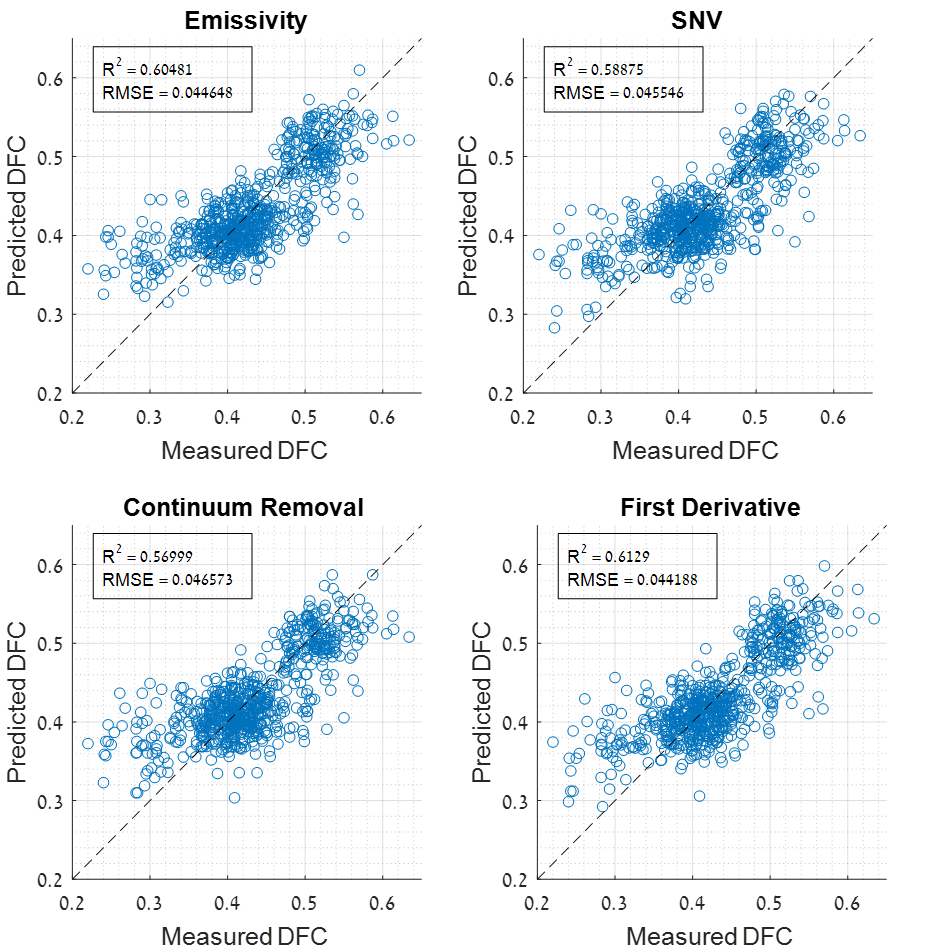 Emissivity
R² = 0.60481
RMSE = 0.044648
0.6
0.5
0.4
0.3
0.2
Predicted DFC
0.2 0.3 0.4 0.5 0.6
Measured DFC
SNV
R² = 0.58875
RMSE = 0.045546
0.6
0.5
0.4
0.3
0.2
Predicted DFC
0.2 0.3 0.4 0.5 0.6
Measured DFC
Continuum Removal
R² = 0.56999
RMSE = 0.046573
0.6
0.5
0.4
0.3
0.2
Predicted DFC
0.2 0.3 0.4 0.5 0.6
Measured DFC
First Derivative
R² = 0.6129
RMSE = 0.044188
0.6
0.5
0.4
0.3
0.2
Predicted DFC
0.2 0.3 0.4 0.5 0.6
Measured DFC